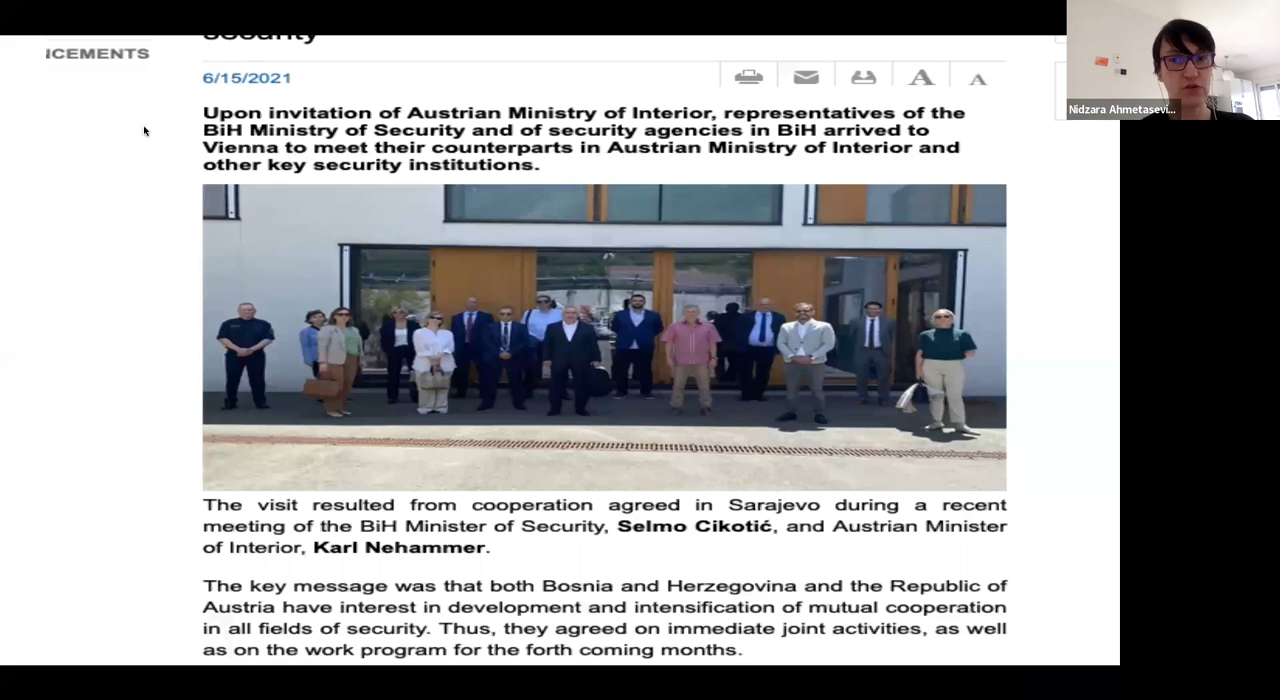 security
ICEMENTS
6/15/2021
A
A
Nidzara Ahmetasevi...
Upon invitation of Austrian Ministry of Interior, representatives of the
BiH Ministry of Security and of security agencies in BiH arrived to
Vienna to meet their counterparts in Austrian Ministry of Interior and
other key security institutions.
The visit resulted from cooperation agreed in Sarajevo during a recent
meeting of the BiH Minister of Security, Selmo Cikotić, and Austrian Minister
of Interior, Karl Nehammer.
The key message was that both Bosnia and Herzegovina and the Republic of
Austria have interest in development and intensification of mutual cooperation
in all fields of security. Thus, they agreed on immediate joint activities, as well
as on the work program for the forth coming months.